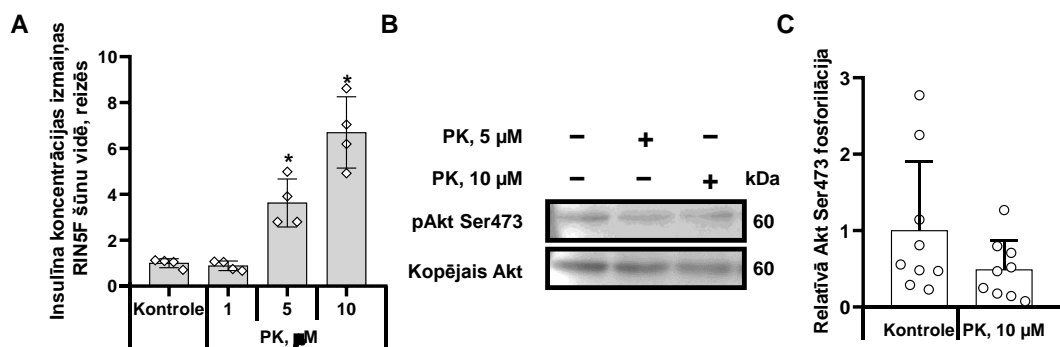 A
Insulīna koncentrācijas izmaiņas
RIN5F šūnu vidē, reizēs
10
8
6
4
2
0
*
*
Kontrole 1 5 10
PK, µM
B
PK, 5 µM − + −
PK, 10 µM − − + kDa
pAkt Ser473 60
Kopējais Akt 60
C
Relatīvā Akt Ser473 fosforilācija
3
2
1
0
Kontrole PK, 10 µM